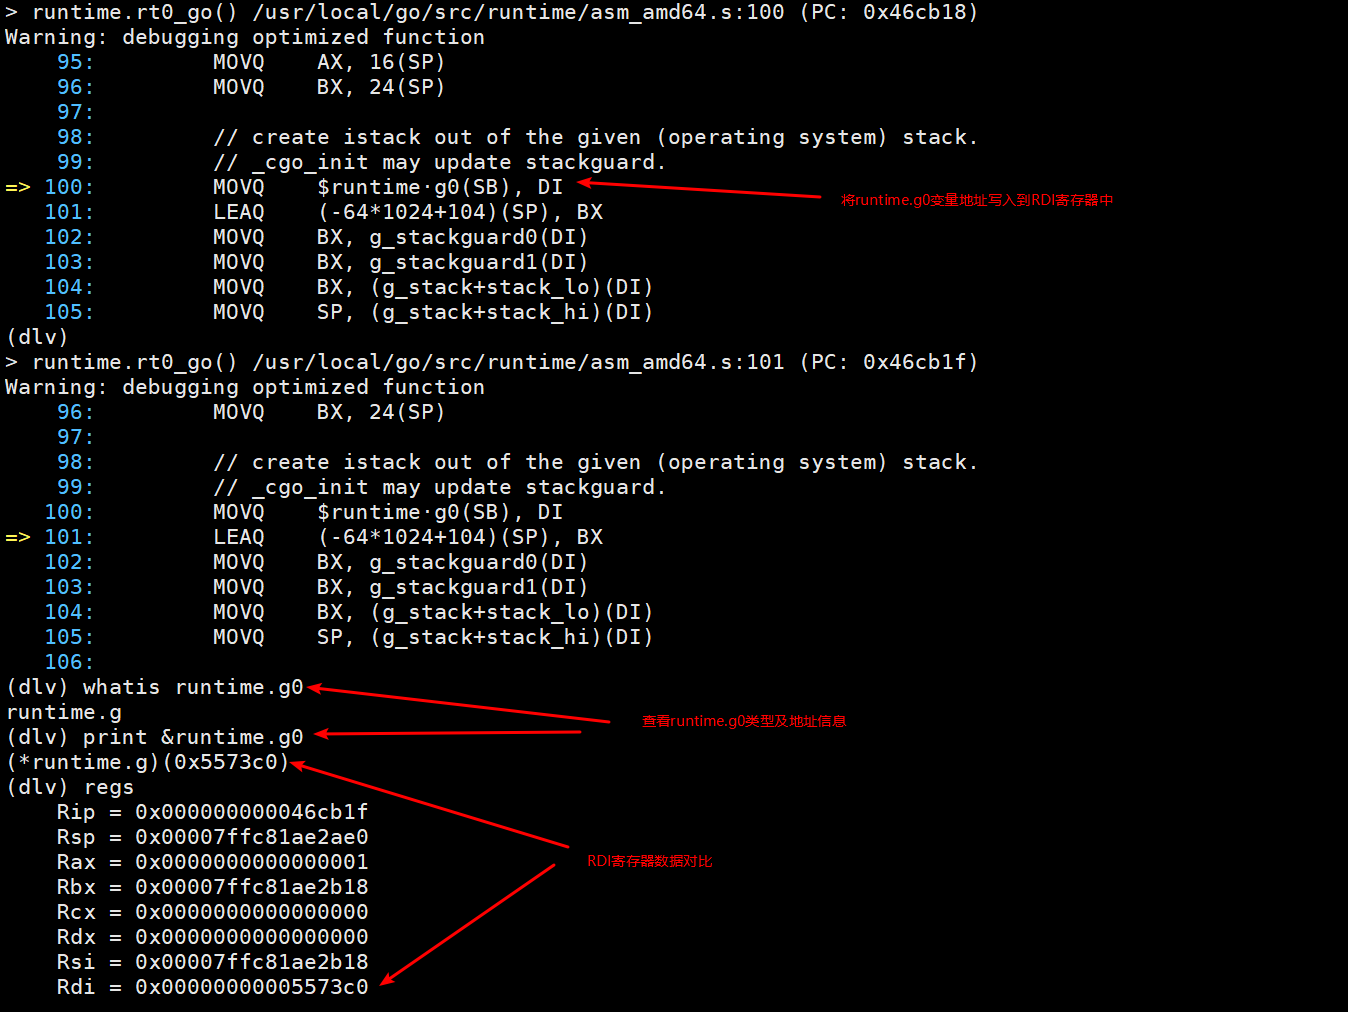 > runtime.rt0_go() /usr/local/go/src/runtime/asm_amd64.s:100 (PC: 0x46cb18)
Warning: debugging optimized function
    95:         MOVQ    AX, 16(SP)
    96:         MOVQ    BX, 24(SP)
    97:
    98:         // create istack out of the given (operating system) stack.
    99:         // _cgo_init may update stackguard.
=> 100:         MOVQ    $runtime·g0(SB), DI
将runtime.g0变量地址写入到RDI寄存器中
   101:         LEAQ    (-64*1024+104)(SP), BX
   102:         MOVQ    BX, g_stackguard0(DI)
   103:         MOVQ    BX, g_stackguard1(DI)
   104:         MOVQ    BX, (g_stack+stack_lo)(DI)
   105:         MOVQ    SP, (g_stack+stack_hi)(DI)
(dlv)
> runtime.rt0_go() /usr/local/go/src/runtime/asm_amd64.s:101 (PC: 0x46cb1f)
Warning: debugging optimized function
    96:         MOVQ    BX, 24(SP)
    97:
    98:         // create istack out of the given (operating system) stack.
    99:         // _cgo_init may update stackguard.
   100:         MOVQ    $runtime·g0(SB), DI
=> 101:         LEAQ    (-64*1024+104)(SP), BX
   102:         MOVQ    BX, g_stackguard0(DI)
   103:         MOVQ    BX, g_stackguard1(DI)
   104:         MOVQ    BX, (g_stack+stack_lo)(DI)
   105:         MOVQ    SP, (g_stack+stack_hi)(DI)
   106:
(dlv) whatis runtime.g0
runtime.g
查看runtime.g0类型及地址信息
(dlv) print &runtime.g0
(*runtime.g)(0x5573c0)
(dlv) regs
    Rip = 0x000000000046cb1f
    Rsp = 0x00007ffc81ae2ae0
    Rax = 0x0000000000000001
RDI寄存器数据对比
    Rbx = 0x00007ffc81ae2b18
    Rcx = 0x0000000000000000
    Rdx = 0x0000000000000000
    Rsi = 0x00007ffc81ae2b18
    Rdi = 0x00000000005573c0